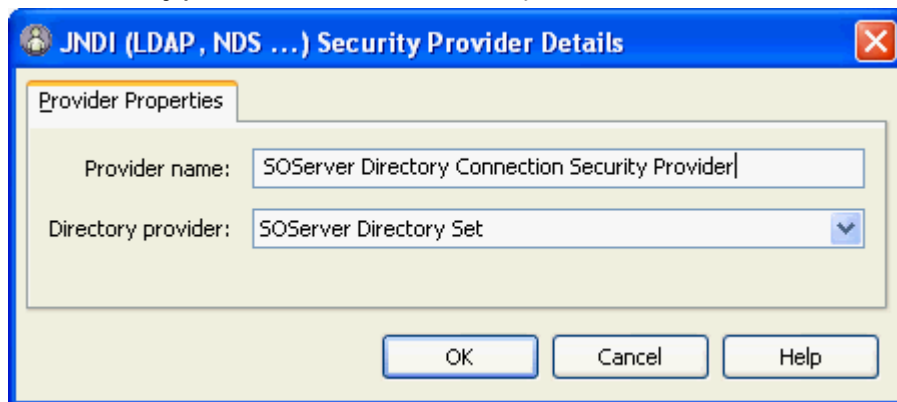 JNDI (LDAP, NDS ...) Security Provider Details
Provider Properties
Provider name: SOServer Directory Connection Security Provider
Directory provider: SOServer Directory Set
OK Cancel Help